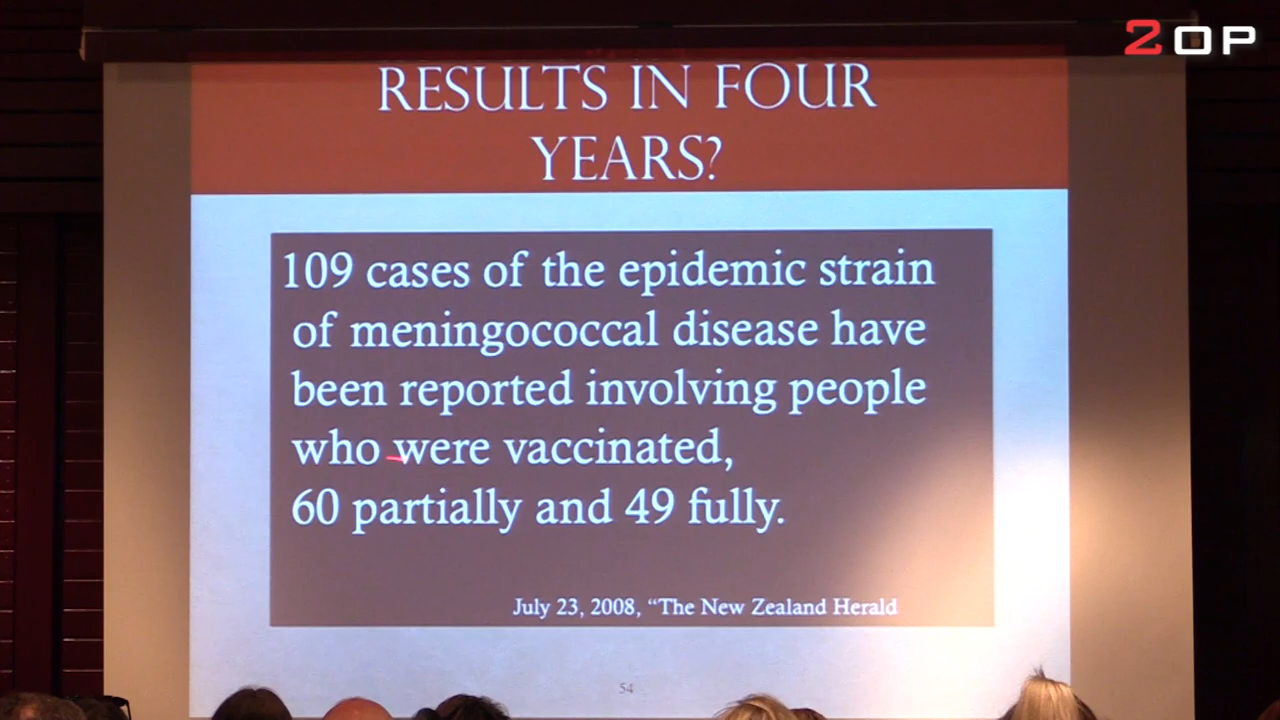 2OP
RESULTS IN FOUR
YEARS?
109 cases of the epidemic strain
of meningococcal disease have
been reported involving people
who were vaccinated,
60 partially and 49 fully.
July 23, 2008, “The New Zealand Herald
54